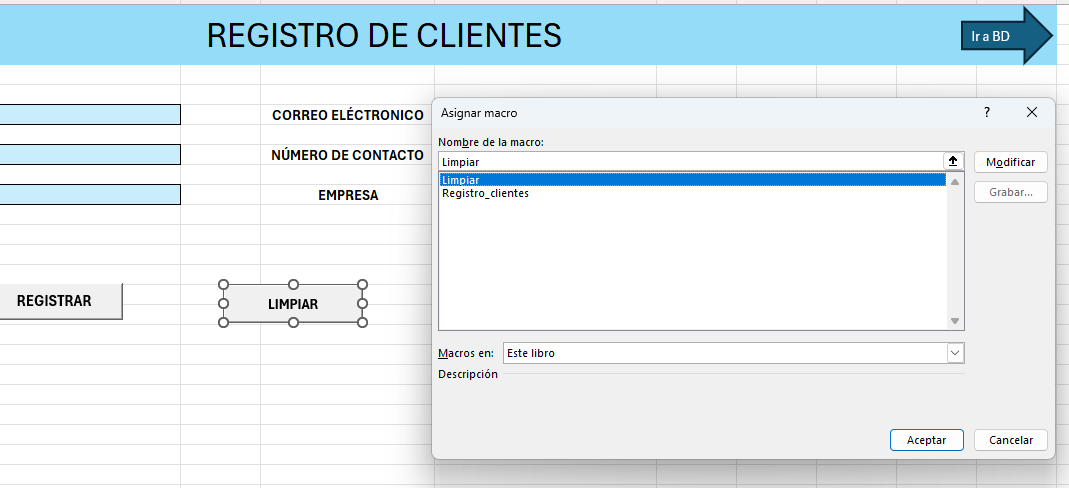 REGISTRO DE CLIENTES
Ir a BD
CORREO ELÉCTRONICO
NÚMERO DE CONTACTO
EMPRESA
REGISTRAR
LIMPIAR
Asignar macro
?
Nombre de la macro:
Limpiar
Modificar
Limpiar
Registro_clientes
Grabar...
Macros en:
Este libro
Descripción
Aceptar
Cancelar